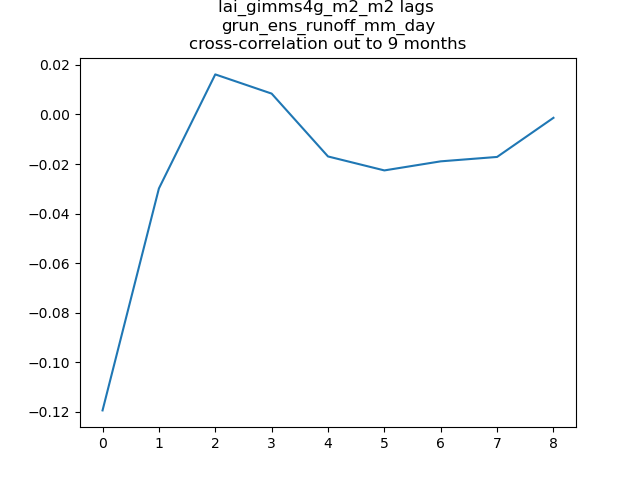 lai_gimms4g_m2_m2 lags
grun_ens_runoff_mm_day
cross-correlation out to 9 months
0.02
0.00
−0.02
−0.04
−0.06
−0.08
−0.10
−0.12
0 1 2 3 4 5 6 7 8